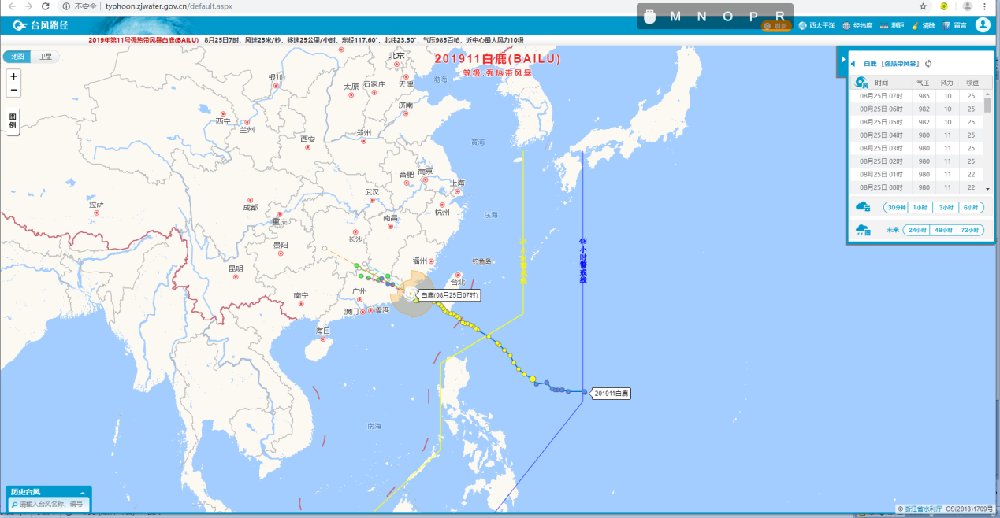 不安全 typhoon.zjwater.gov.cn/default.aspx
M N O P R
台风路径
刷新 西太平洋 经纬度 测距 清除 留言
2019年第11号强热带风暴白鹿(BAILU) 8月25日7时, 风速25米/秒, 移速25公里/小时, 东经117.60°, 北纬23.50°, 气压985百帕, 近中心最大风力10级
地图 卫星
+
−
图例
201911白鹿(BAILU)
等级:强热带风暴
北京
天津
渤海
银川
太原
石家庄
济南
西宁
兰州
郑州
西安
黄海
合肥
南京
上海
武汉
杭州
拉萨
成都
重庆
南昌
东海
长沙
贵阳
福州
钓鱼岛
昆明
台北
广州
南宁
澳门
香港
海口
南海
48小时警戒线
白鹿(08月25日07时)
201911白鹿
白鹿 [强热带风暴]
台风 时间 气压 风力 移速
08月25日 07时 985 10 25
08月25日 06时 982 10 25
08月25日 05时 982 10 25
08月25日 04时 980 11 25
08月25日 03时 980 11 25
08月25日 02时 980 11 25
08月25日 01时 980 11 22
08月25日 00时 980 11 22
云 30分钟 1小时 3小时 6小时
雨 未来 24小时 48小时 72小时
历史台风
请输入台风名称、编号
© 浙江省水利厅 GS(2018)1709号